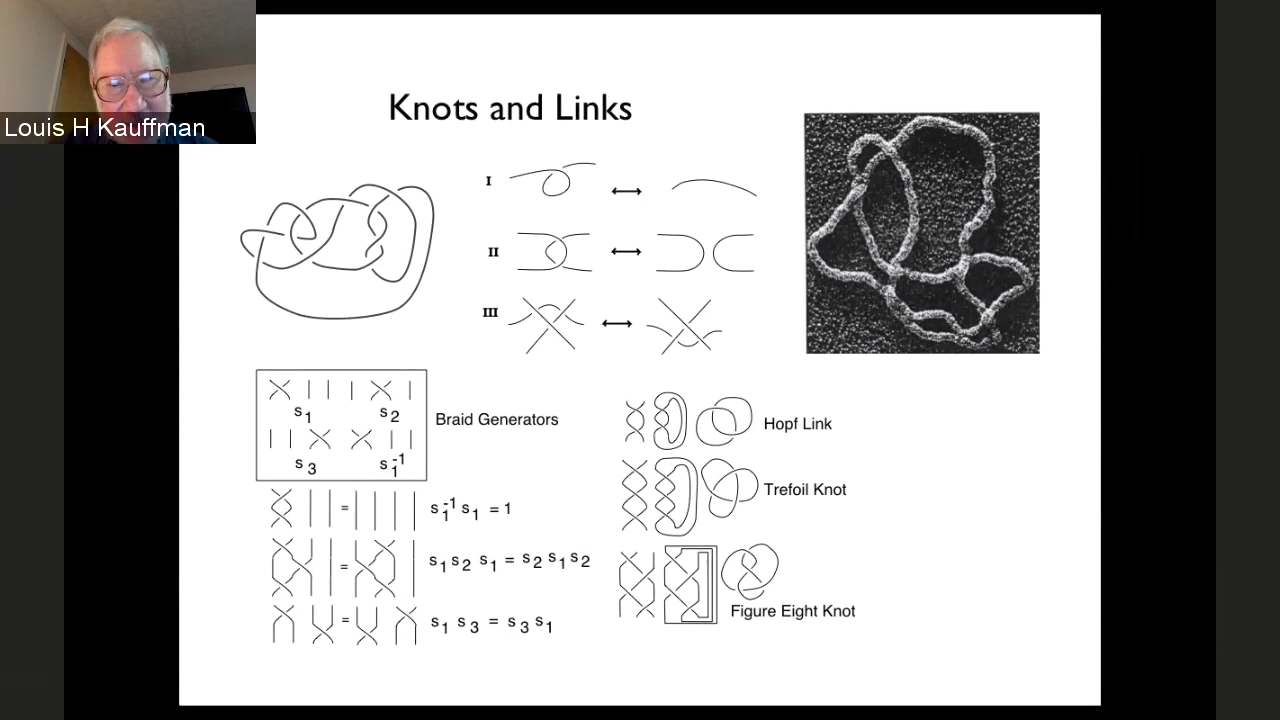 Louis H Kauffman
Knots and Links
I
II
III
s1 s2
s3 s1^-1
Braid Generators
= s1^-1 s1 = 1
= s1 s2 s1 = s2 s1 s2
= s1 s3 = s3 s1
Hopf Link
Trefoil Knot
Figure Eight Knot